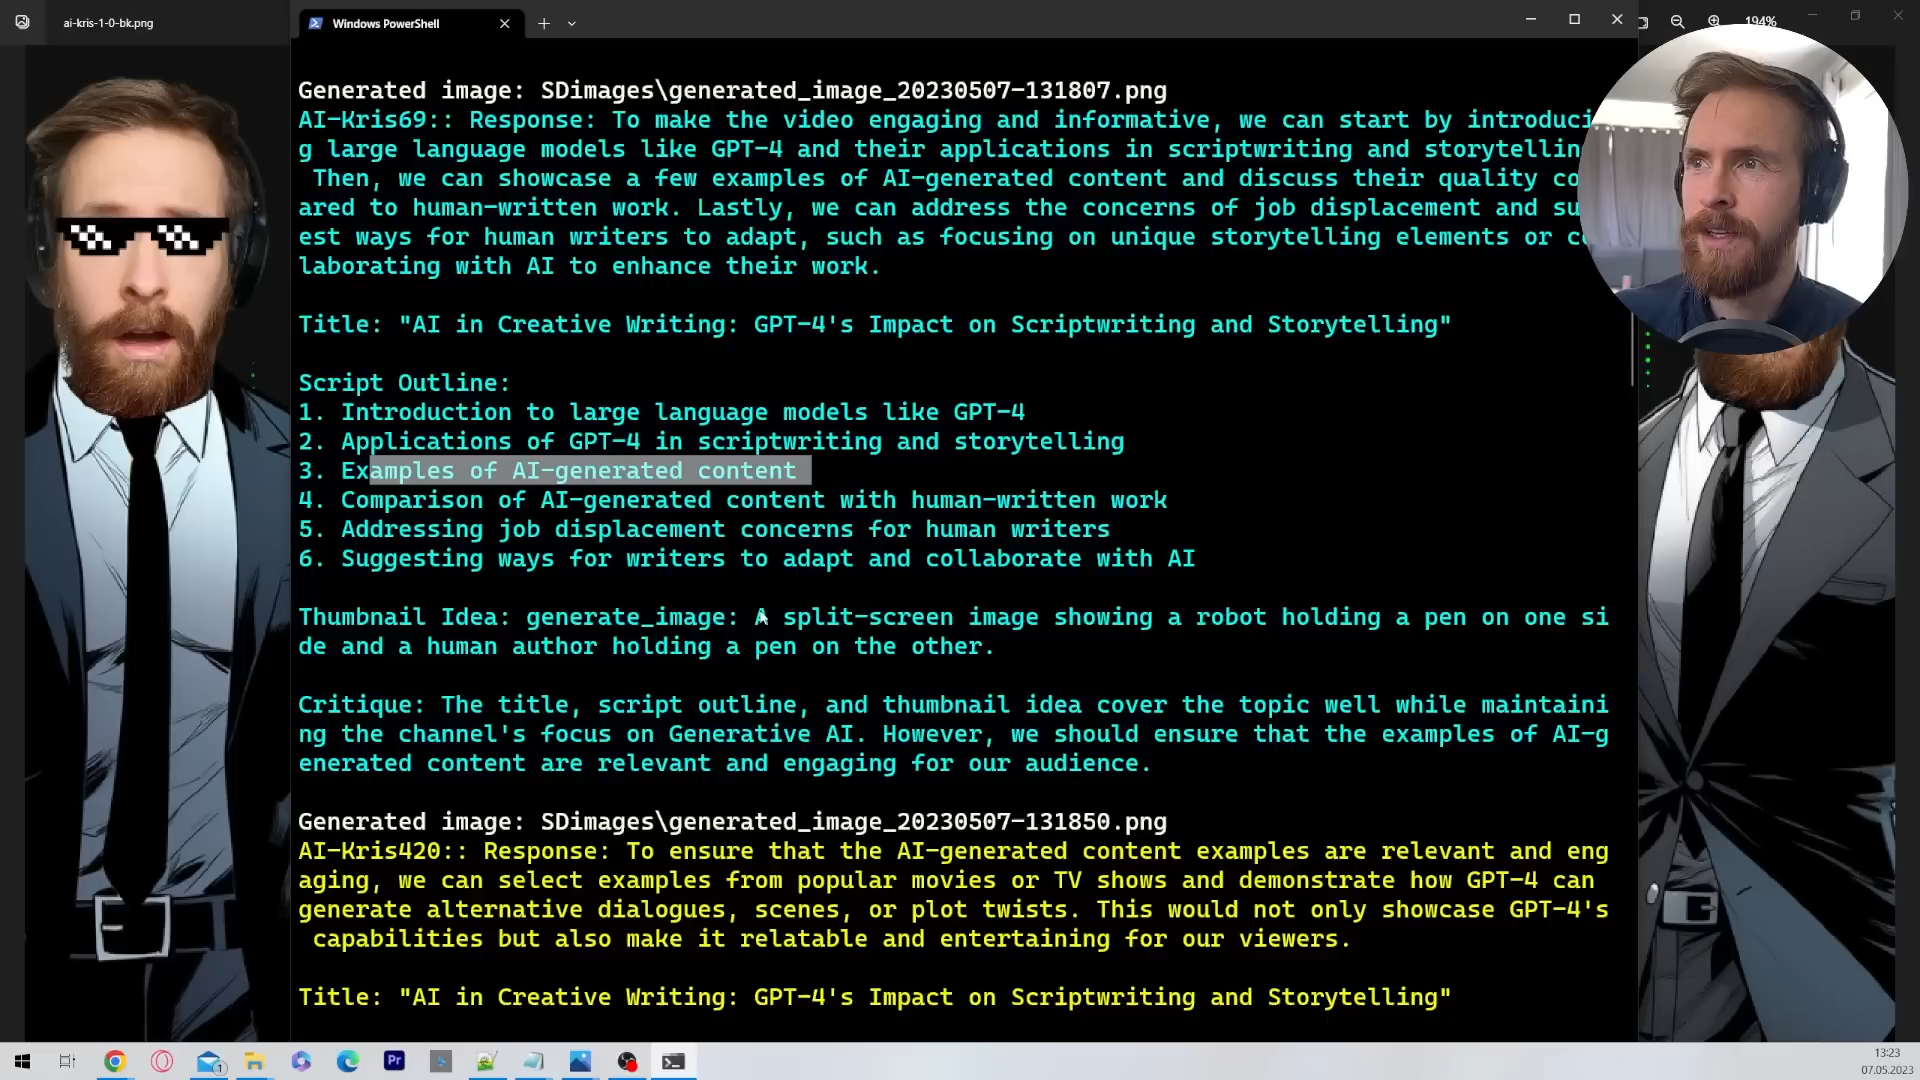 ai-kris-1-0-bk.png
Windows PowerShell
194%
Generated image: SDimages\generated_image_20230507-131807.png
AI-Kris69:: Response: To make the video engaging and informative, we can start by introduci
g large language models like GPT-4 and their applications in scriptwriting and storytellin
Then, we can showcase a few examples of AI-generated content and discuss their quality co
ared to human-written work. Lastly, we can address the concerns of job displacement and su
est ways for human writers to adapt, such as focusing on unique storytelling elements or c
laborating with AI to enhance their work.
Title: "AI in Creative Writing: GPT-4's Impact on Scriptwriting and Storytelling"
Script Outline:
1. Introduction to large language models like GPT-4
2. Applications of GPT-4 in scriptwriting and storytelling
3. Examples of AI-generated content
4. Comparison of AI-generated content with human-written work
5. Addressing job displacement concerns for human writers
6. Suggesting ways for writers to adapt and collaborate with AI
Thumbnail Idea: generate_image: A split-screen image showing a robot holding a pen on one si
de and a human author holding a pen on the other.
Critique: The title, script outline, and thumbnail idea cover the topic well while maintaini
ng the channel's focus on Generative AI. However, we should ensure that the examples of AI-g
enerated content are relevant and engaging for our audience.
Generated image: SDimages\generated_image_20230507-131850.png
AI-Kris420:: Response: To ensure that the AI-generated content examples are relevant and eng
aging, we can select examples from popular movies or TV shows and demonstrate how GPT-4 can
generate alternative dialogues, scenes, or plot twists. This would not only showcase GPT-4's
capabilities but also make it relatable and entertaining for our viewers.
Title: "AI in Creative Writing: GPT-4's Impact on Scriptwriting and Storytelling"
Pr
1
13:23
07.05.2023